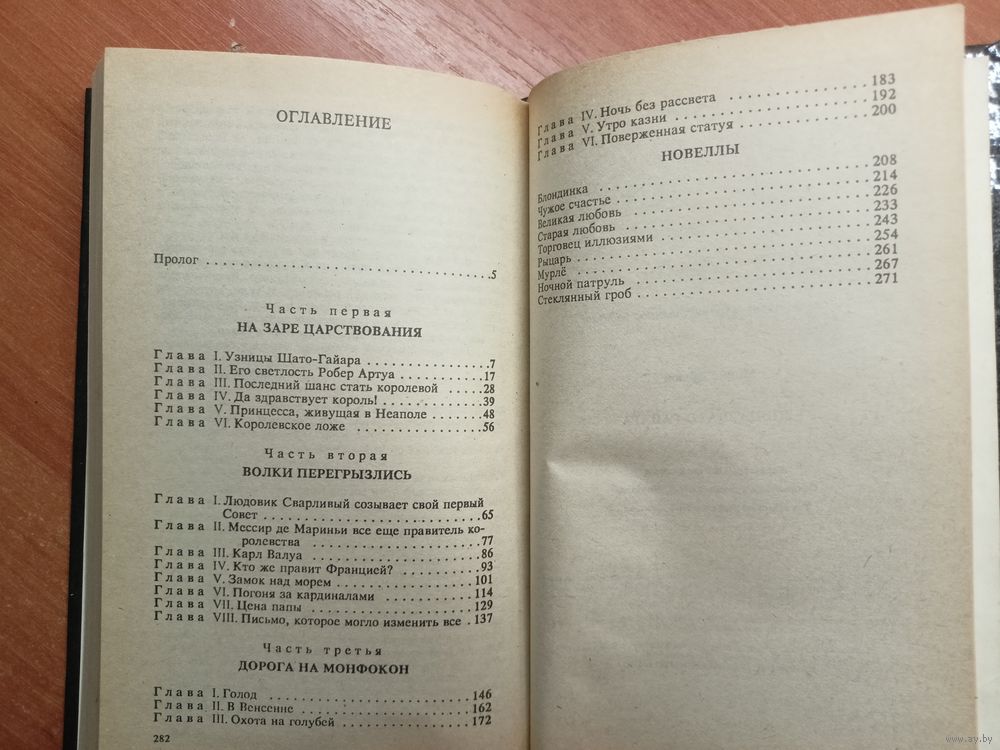 ОГЛАВЛЕНИЕ
Пролог . . . . . . . . . . . . . . . . . . . . . . . . . . . . . . 5
Часть первая
НА ЗАРЕ ЦАРСТВОВАНИЯ
Глава I. Узницы Шато-Гайара . . . . . . . . . . . . 7
Глава II. Его светлость Робер Артуа . . . . . . . . . 17
Глава III. Последний шанс стать королевой . . . . 28
Глава IV. Да здравствует король! . . . . . . . . . . . 39
Глава V. Принцесса, живущая в Неаполе . . . . . 48
Глава VI. Королевское ложе . . . . . . . . . . . . 56
Часть вторая
ВОЛКИ ПЕРЕГРЫЗЛИСЬ
Глава I. Людовик Сварливый созывает свой первый
Совет . . . . . . . . . . . . . . . . . . . . . 65
Глава II. Мессир де Мариньи все еще правитель ко-
ролевства . . . . . . . . . . . . . . . . . . 77
Глава III. Карл Валуа . . . . . . . . . . . . . . . . . 86
Глава IV. Кто же правит Францией? . . . . . . . . . 93
Глава V. Замок над морем . . . . . . . . . . . . . . 101
Глава VI. Погоня за кардиналами . . . . . . . . . . 114
Глава VII. Цена папы . . . . . . . . . . . . . . . . . 129
Глава VIII. Письмо, которое могло изменить все . 137
Часть третья
ДОРОГА НА МОНФОКОН
Глава I. Голод . . . . . . . . . . . . . . . . . . . . . 146
Глава II. В Венсенне . . . . . . . . . . . . . . . . . 162
Глава III. Охота на голубей . . . . . . . . . . . . . 172
282
Глава IV. Ночь без рассвета . . . . . . . . . . . . 183
Глава V. Утро казни . . . . . . . . . . . . . . . . . 192
Глава VI. Поверженная статуя . . . . . . . . . . . 200
НОВЕЛЛЫ
Блондинка . . . . . . . . . . . . . . . . . . . . . . . 208
Чужое счастье . . . . . . . . . . . . . . . . . . . . . 214
Великая любовь . . . . . . . . . . . . . . . . . . . . 226
Старая любовь . . . . . . . . . . . . . . . . . . . . . 233
Торговец иллюзиями . . . . . . . . . . . . . . . . . 243
Рыцарь . . . . . . . . . . . . . . . . . . . . . . . . . 254
Мурлё . . . . . . . . . . . . . . . . . . . . . . . . . . 261
Ночной патруль . . . . . . . . . . . . . . . . . . . . 267
Стеклянный гроб . . . . . . . . . . . . . . . . . . . 271
www.ay.by